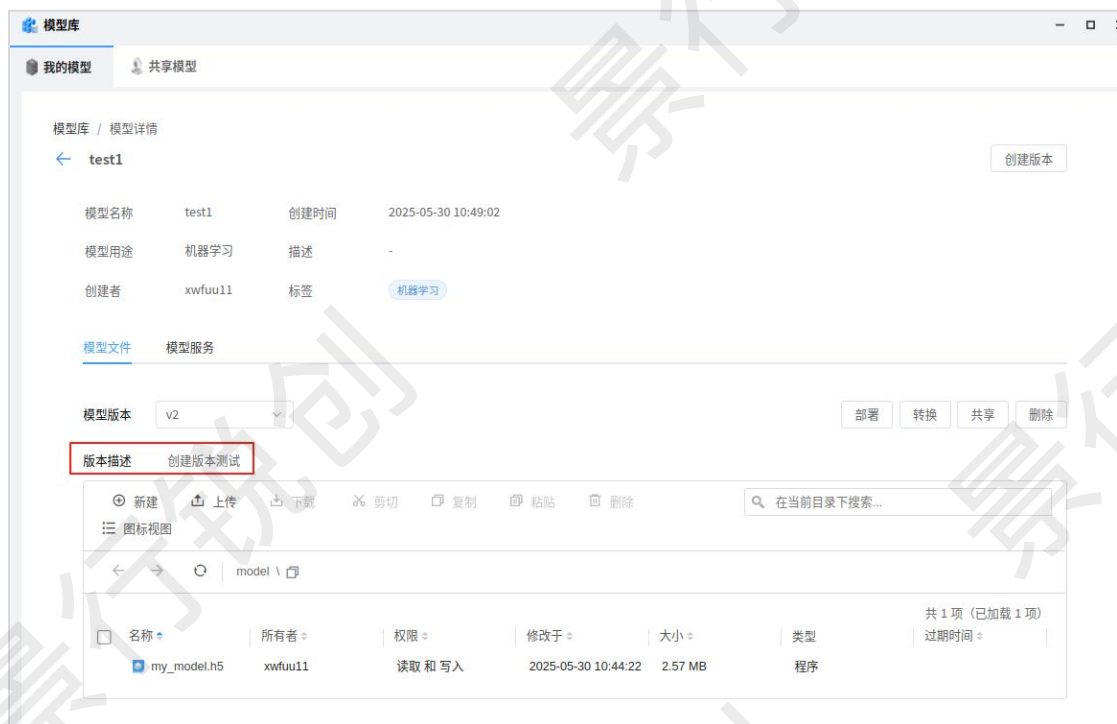 模型库
我的模型 共享模型
模型库 / 模型详情
test1 创建版本
模型名称 test1 创建时间 2025-05-30 10:49:02
模型用途 机器学习 描述 -
创建者 xwfuu11 标签 机器学习
模型文件 模型服务
模型版本 v2 部署 转换 共享 删除
版本描述 创建版本测试
新建 上传 下载 剪切 复制 粘贴 删除 在当前目录下搜索...
图标视图
model \
共 1 项（已加载 1 项）
名称 所有者 权限 修改于 大小 类型 过期时间
my_model.h5 xwfuu11 读取 和 写入 2025-05-30 10:44:22 2.57 MB 程序
景行锐创
景行
景行